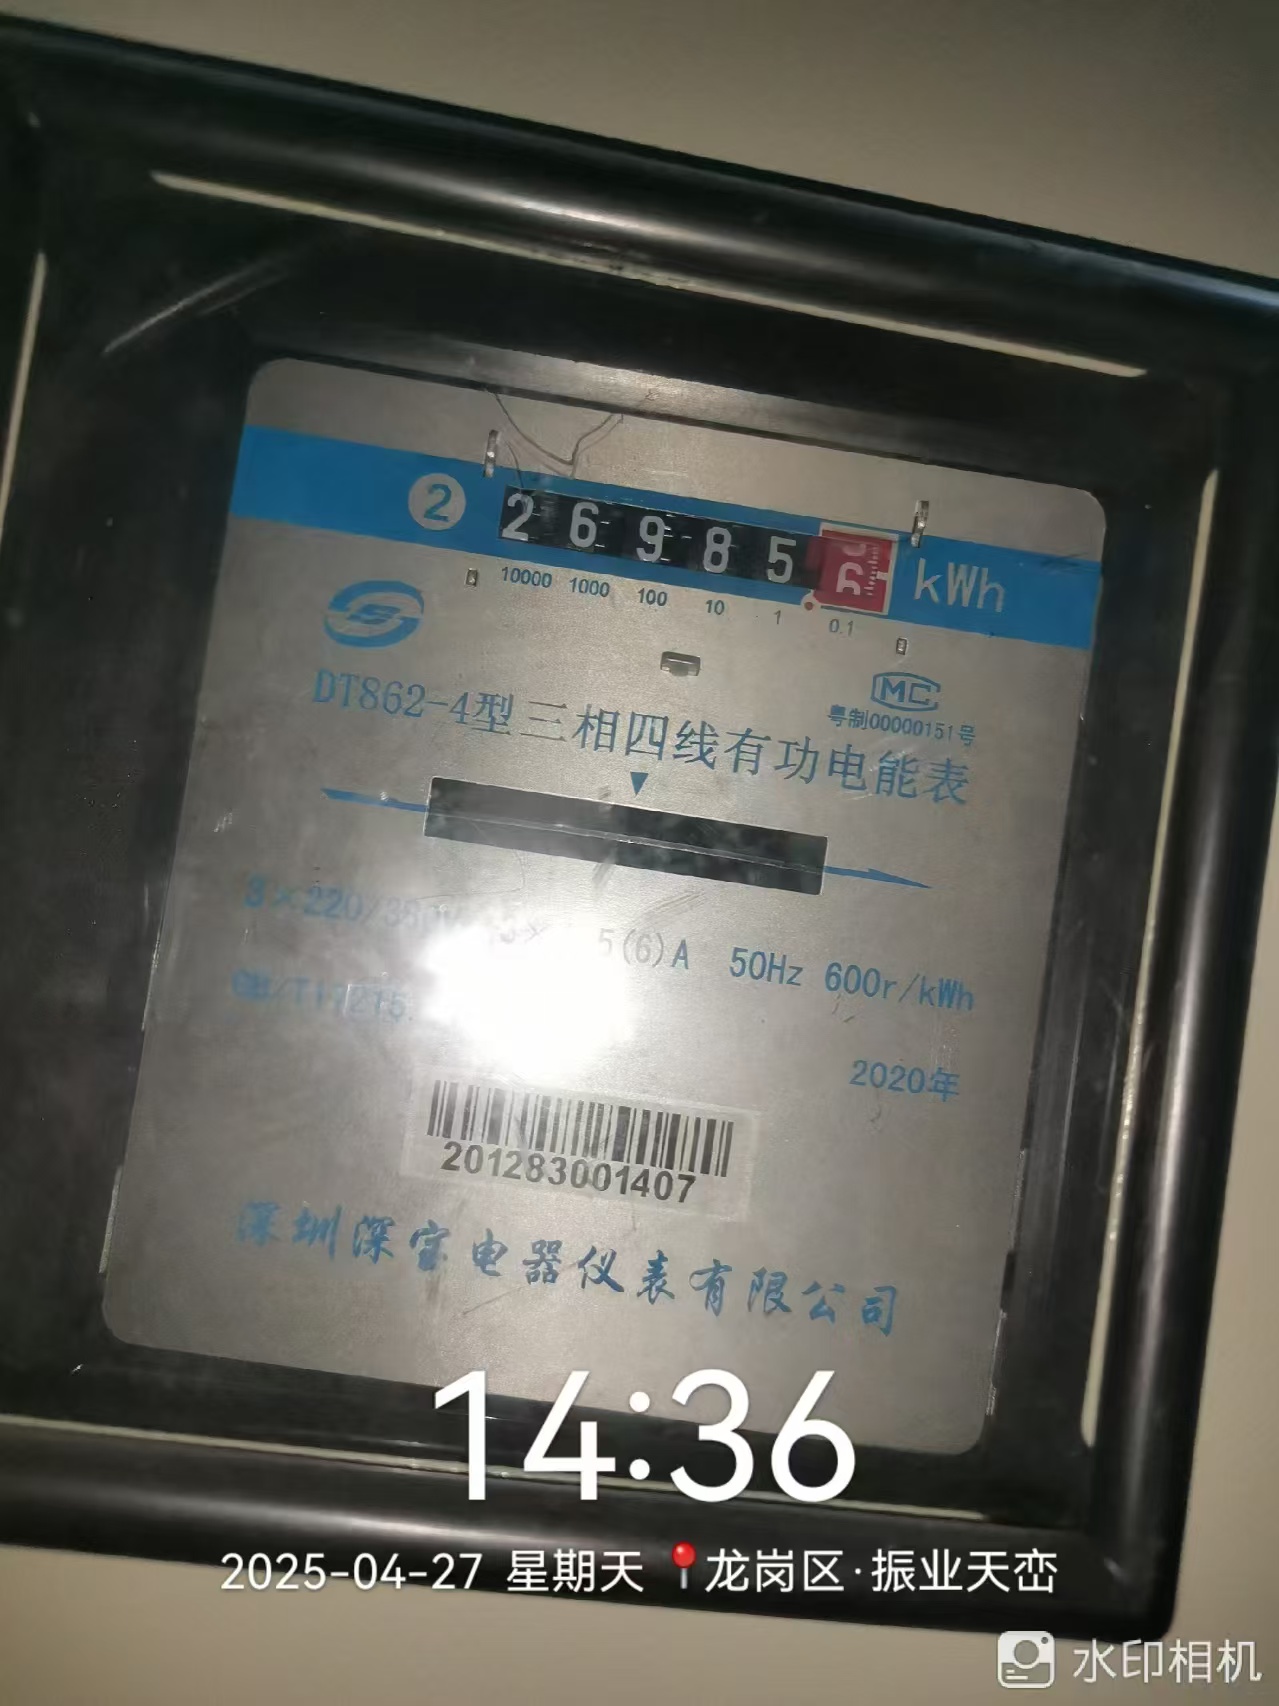 ② 26985 6 kWh
10000 1000 100 10 1 0.1
MC
粤制00000151号
DT862-4型三相四线有功电能表
3×220/380V 5(6)A 50Hz 600r/kWh
2020年
201283001407
深圳深宝电器仪表有限公司
14:36
2025-04-27 星期天 龙岗区·振业天峦
水印相机